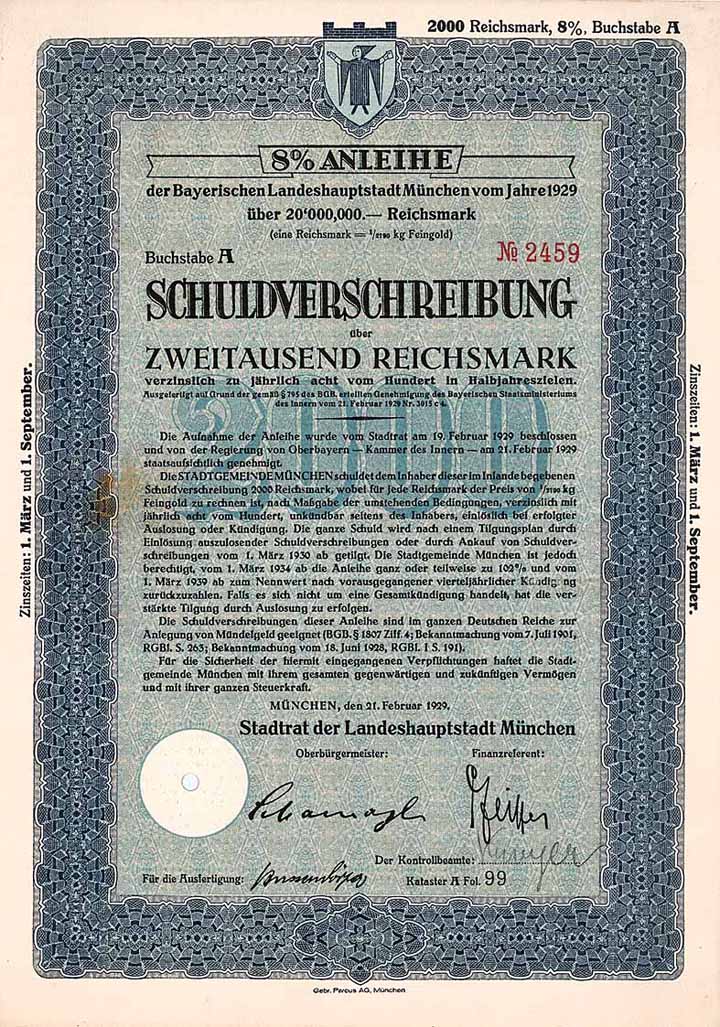 2000 Reichsmark, 8%, Buchstabe A
8% ANLEIHE
der Bayerischen Landeshauptstadt München vom Jahre 1929
über 20'000,000.— Reichsmark
(eine Reichsmark = 1/2790 kg Feingold)
Buchstabe A
№ 2459
SCHULDVERSCHREIBUNG
über
ZWEITAUSEND REICHSMARK
verzinslich zu jährlich acht vom Hundert in Halbjahreszielen.
Ausgefertigt auf Grund der gemäß § 795 des BGB. erteilten Genehmigung des Bayerischen Staatsministeriums
des Innern vom 21. Februar 1929 Nr. 3015 c 4.
2000
Die Aufnahme der Anleihe wurde vom Stadtrat am 19. Februar 1929 beschlossen
und von der Regierung von Oberbayern — Kammer des Innern — am 21. Februar 1929
staatsaufsichtlich genehmigt.
Die STADTGEMEINDE MÜNCHEN schuldet dem Inhaber dieser im Inlande begebenen
Schuldverschreibung 2000 Reichsmark, wobei für jede Reichsmark der Preis von 1/2790 kg
Feingold zu rechnen ist, nach Maßgabe der umstehenden Bedingungen, verzinslich mit
jährlich acht vom Hundert, unkündbar seitens des Inhabers, einlöslich bei erfolgter
Auslosung oder Kündigung. Die ganze Schuld wird nach einem Tilgungsplan durch
Einlösung auszulosender Schuldverschreibungen oder durch Ankauf von Schuldver-
schreibungen vom 1. März 1930 ab getilgt. Die Stadtgemeinde München ist jedoch
berechtigt, vom 1. März 1934 ab die Anleihe ganz oder teilweise zu 102% und vom
1. März 1939 ab zum Nennwert nach vorausgegangener vierteljährlicher Kündigung
zurückzuzahlen. Falls es sich nicht um eine Gesamtkündigung handelt, hat die ver-
stärkte Tilgung durch Auslosung zu erfolgen.
Die Schuldverschreibungen dieser Anleihe sind im ganzen Deutschen Reiche zur
Anlegung von Mündelgeld geeignet (BGB. § 1807 Ziff. 4; Bekanntmachung vom 7. Juli 1901,
RGBl. S. 263; Bekanntmachung vom 18. Juni 1928, RGBl. I S. 191).
Für die Sicherheit der hiermit eingegangenen Verpflichtungen haftet die Stadt-
gemeinde München mit ihrem gesamten gegenwärtigen und zukünftigen Vermögen
und mit ihrer ganzen Steuerkraft.
MÜNCHEN, den 21. Februar 1929.
Stadtrat der Landeshauptstadt München
Oberbürgermeister:
Finanzreferent:
Scharnagl
Pfeiffer
Der Kontrollbeamte:
Für die Ausfertigung:
Kataster A Fol. 99
Zinszeiten: 1. März und 1. September.
Zinszeiten: 1. März und 1. September.
Gebr. Parcus AG, München